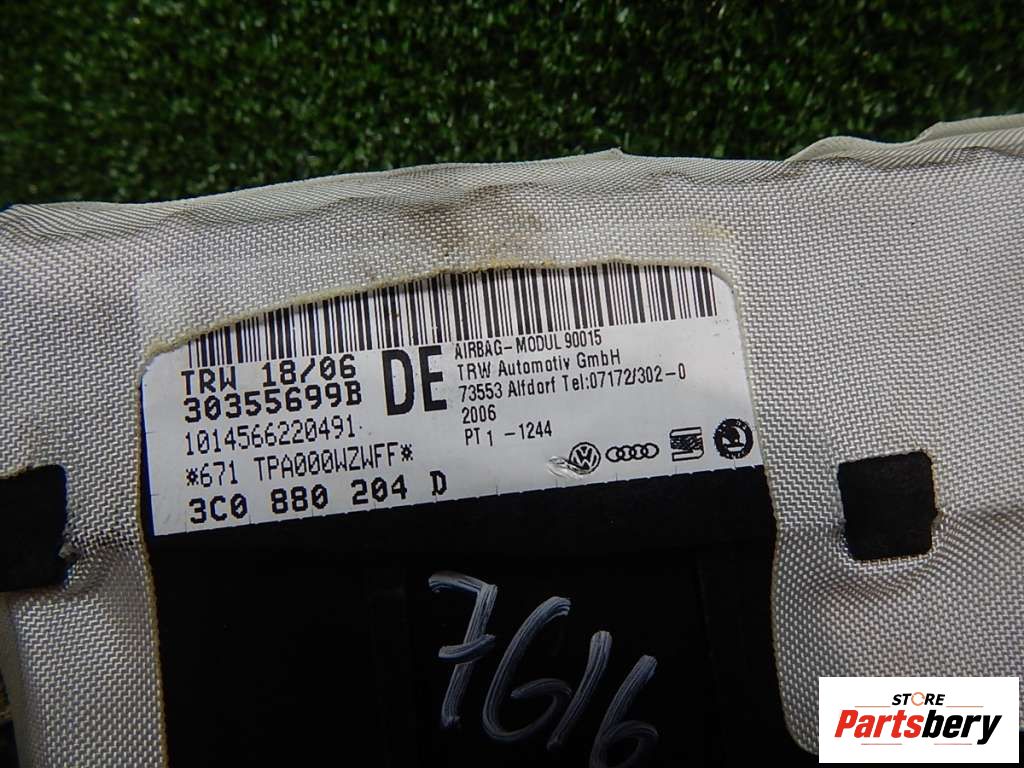 TRW 18/06
30355699B
DE
AIRBAG-MODUL 90015
TRW Automotiv GmbH
73553 Alfdorf Tel:07172/302-0
2006
PT 1 -1244
1014566220491
*671 TPA000WZWFF*
3C0 880 204 D
7616
STORE
Partsbery